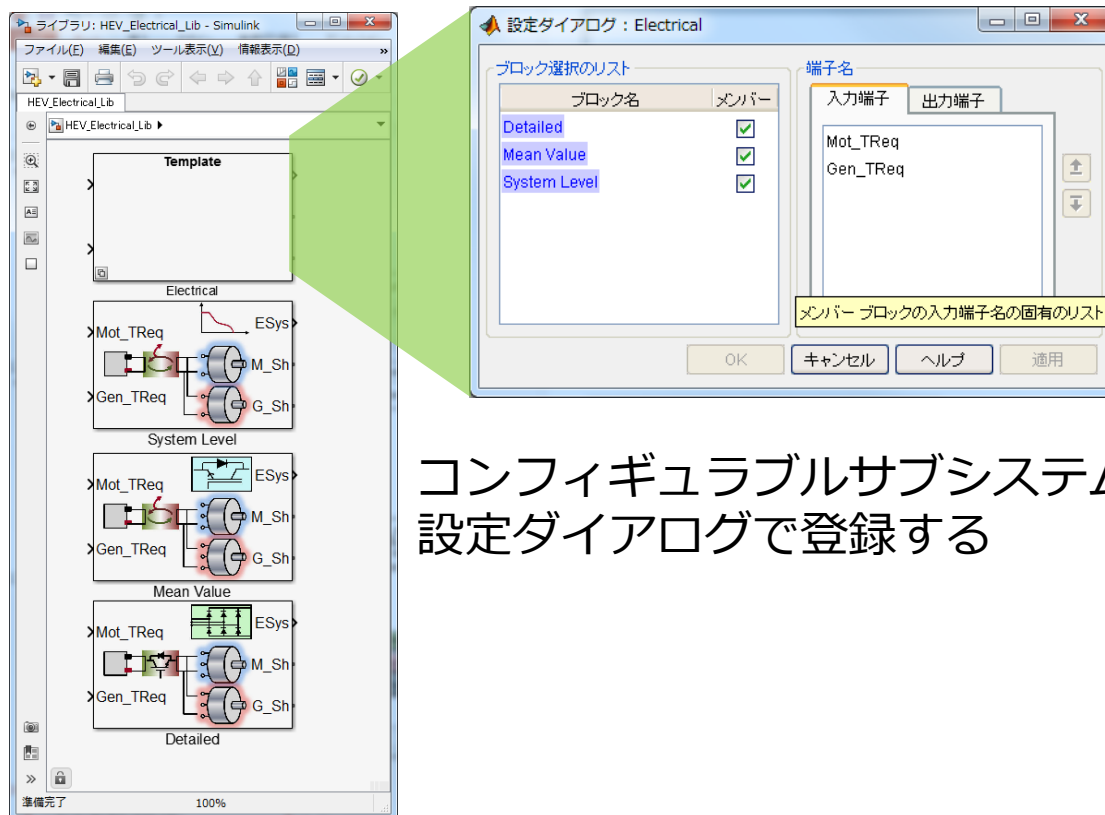 ライブラリ: HEV_Electrical_Lib - Simulink
ファイル(F) 編集(E) ツール表示(V) 情報表示(D) »
HEV_Electrical_Lib
HEV_Electrical_Lib
Template
Electrical
Mot_TReq
ESys
M_Sh
Gen_TReq
G_Sh
System Level
Mot_TReq
ESys
M_Sh
Gen_TReq
G_Sh
Mean Value
Mot_TReq
ESys
M_Sh
Gen_TReq
G_Sh
Detailed
準備完了 100%
設定ダイアログ : Electrical
ブロック選択のリスト
ブロック名 メンバー
Detailed
Mean Value
System Level
端子名
入力端子 出力端子
Mot_TReq
Gen_TReq
メンバー ブロックの入力端子名の固有のリスト
OK キャンセル ヘルプ 適用
コンフィギュラブルサブシステム
設定ダイアログで登録する